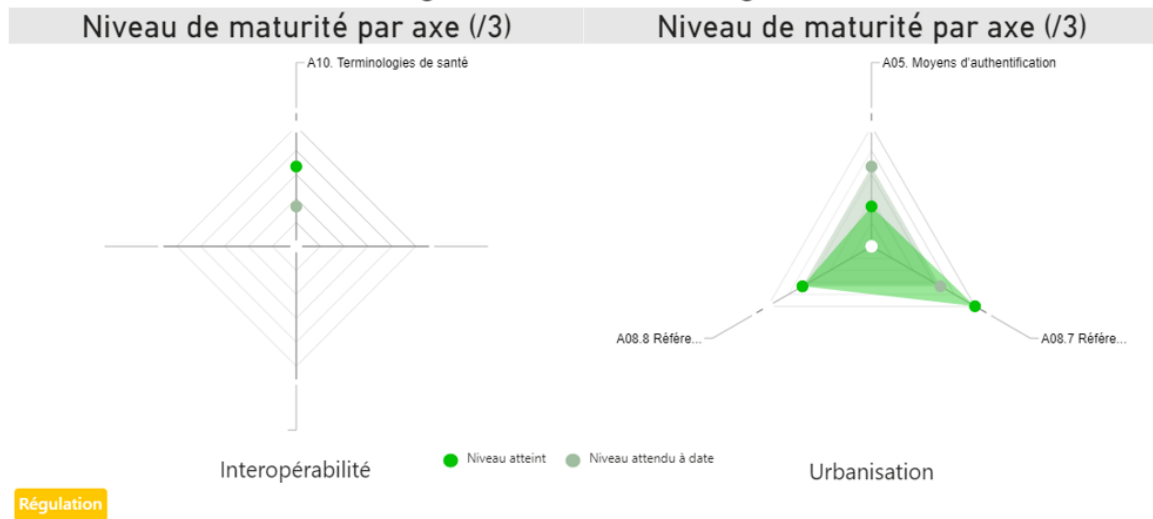 Niveau de maturité par axe (/3)
Niveau de maturité par axe (/3)
A10. Terminologies de santé
A05. Moyens d'authentification
A08.8 Référe...
A08.7 Référe...
Niveau atteint
Niveau attendu à date
Interopérabilité
Urbanisation
Régulation